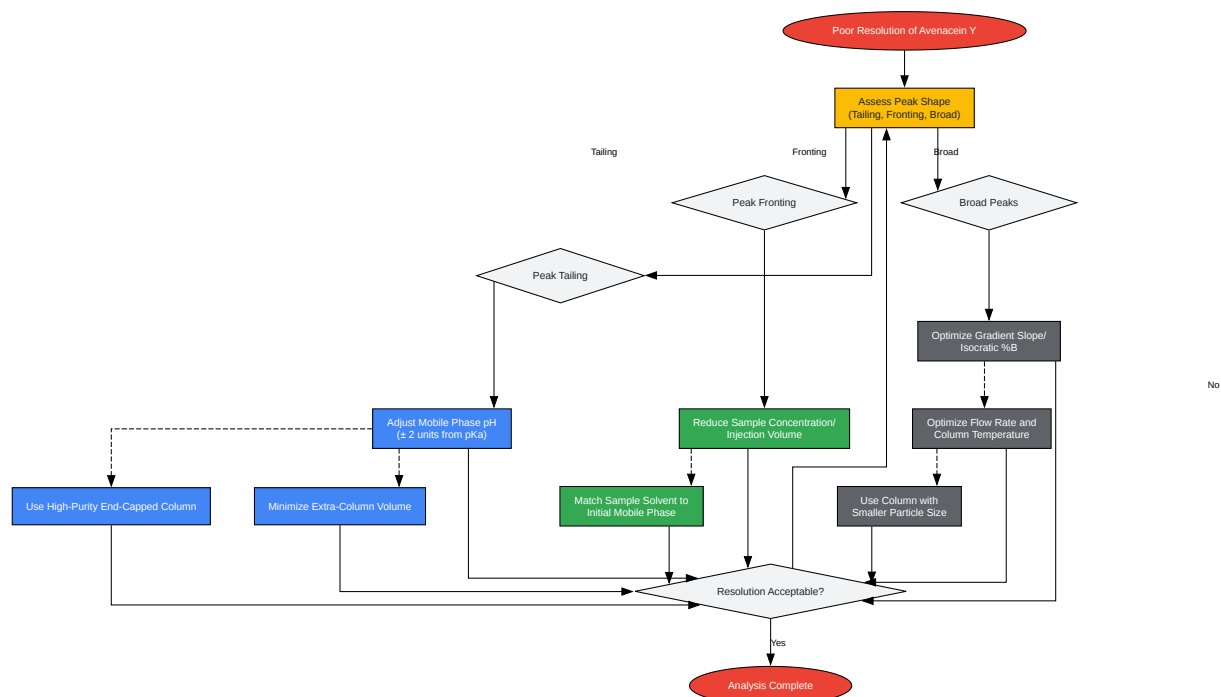 Poor Resolution of Avenacein Y
Assess Peak Shape
(Tailing, Fronting, Broad)
Tailing
Fronting
Broad
Peak Fronting
Broad Peaks
Peak Tailing
Optimize Gradient Slope/
Isocratic %B
No
Adjust Mobile Phase pH
(± 2 units from pKa)
Reduce Sample Concentration/
Injection Volume
Optimize Flow Rate and
Column Temperature
Use High-Purity End-Capped Column
Minimize Extra-Column Volume
Match Sample Solvent to
Initial Mobile Phase
Use Column with
Smaller Particle Size
Resolution Acceptable?
Yes
Analysis Complete